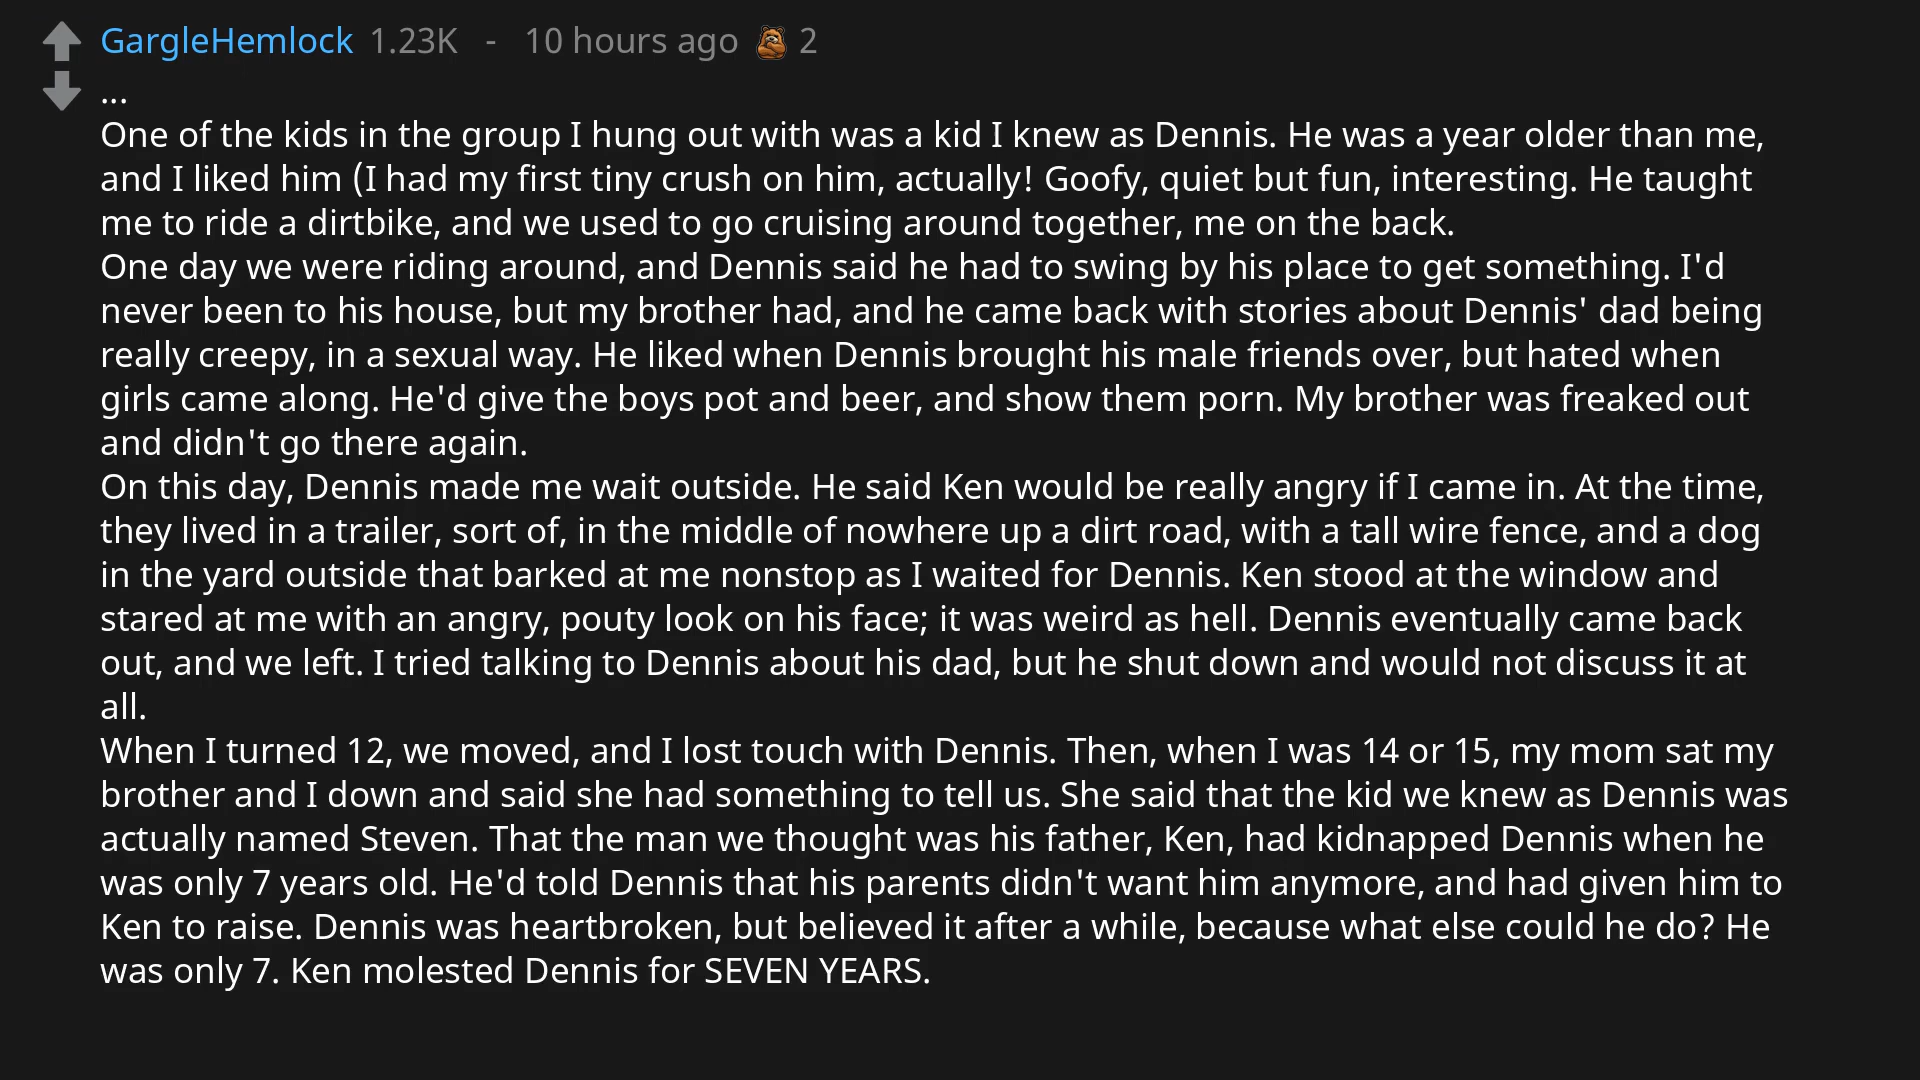 GargleHemlock 1.23K - 10 hours ago 2
...
One of the kids in the group I hung out with was a kid I knew as Dennis. He was a year older than me,
and I liked him (I had my first tiny crush on him, actually! Goofy, quiet but fun, interesting. He taught
me to ride a dirtbike, and we used to go cruising around together, me on the back.
One day we were riding around, and Dennis said he had to swing by his place to get something. I'd
never been to his house, but my brother had, and he came back with stories about Dennis' dad being
really creepy, in a sexual way. He liked when Dennis brought his male friends over, but hated when
girls came along. He'd give the boys pot and beer, and show them porn. My brother was freaked out
and didn't go there again.
On this day, Dennis made me wait outside. He said Ken would be really angry if I came in. At the time,
they lived in a trailer, sort of, in the middle of nowhere up a dirt road, with a tall wire fence, and a dog
in the yard outside that barked at me nonstop as I waited for Dennis. Ken stood at the window and
stared at me with an angry, pouty look on his face; it was weird as hell. Dennis eventually came back
out, and we left. I tried talking to Dennis about his dad, but he shut down and would not discuss it at
all.
When I turned 12, we moved, and I lost touch with Dennis. Then, when I was 14 or 15, my mom sat my
brother and I down and said she had something to tell us. She said that the kid we knew as Dennis was
actually named Steven. That the man we thought was his father, Ken, had kidnapped Dennis when he
was only 7 years old. He'd told Dennis that his parents didn't want him anymore, and had given him to
Ken to raise. Dennis was heartbroken, but believed it after a while, because what else could he do? He
was only 7. Ken molested Dennis for SEVEN YEARS.